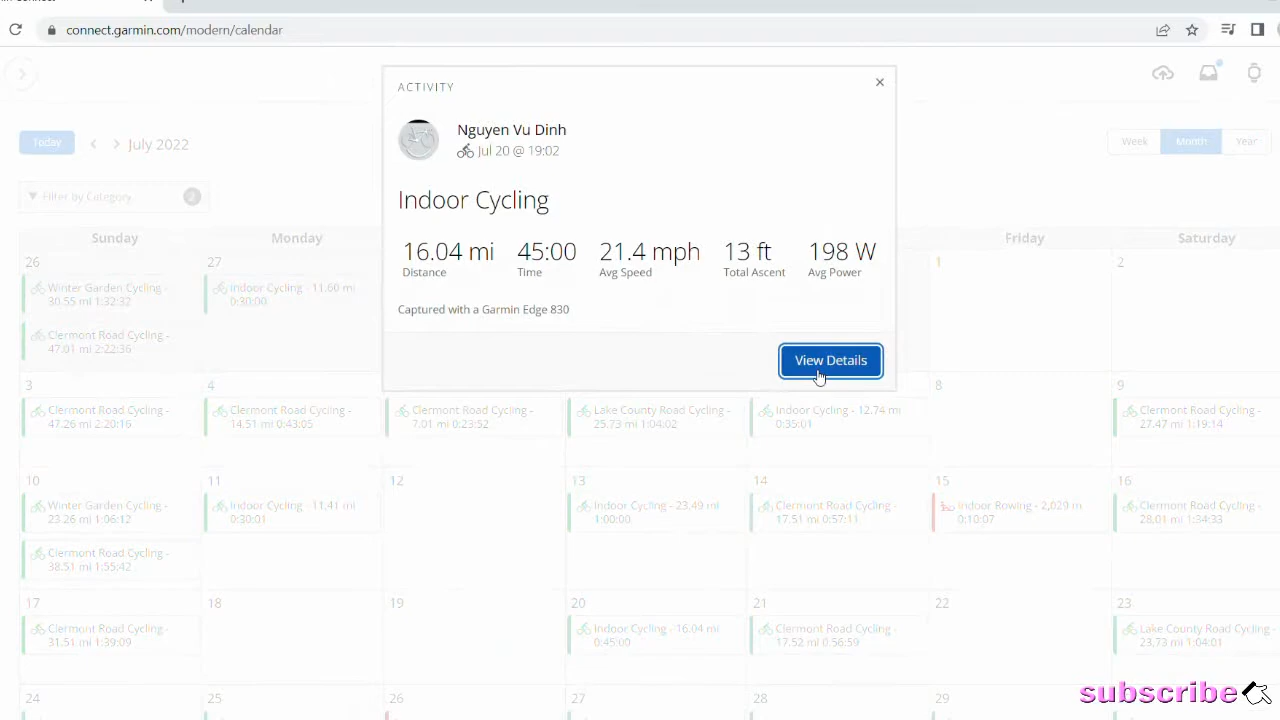 connect.garmin.com/modern/calendar
ACTIVITY
Nguyen Vu Dinh
Jul 20 @ 19:02
Today
July 2022
Week
Month
Year
Indoor Cycling
Filter by Category
2
16.04 mi
45:00
21.4 mph
13 ft
198 W
Distance
Time
Avg Speed
Total Ascent
Avg Power
Captured with a Garmin Edge 830
View Details
Sunday
Monday
Friday
Saturday
26
27
1
2
Winter Garden Cycling -
30.55 mi 1:32:32
Clermont Road Cycling -
47.01 mi 2:22:36
Indoor Cycling - 11.60 mi
0:30:00
3
4
8
9
Clermont Road Cycling -
47.26 mi 2:20:16
Clermont Road Cycling -
14.51 mi 0:43:05
Clermont Road Cycling -
7.01 mi 0:23:52
Lake County Road Cycling -
25.73 mi 1:04:02
Indoor Cycling - 12.74 mi
0:35:01
Clermont Road Cycling -
27.47 mi 1:19:14
10
11
12
13
14
15
16
Winter Garden Cycling -
23.26 mi 1:06:12
Clermont Road Cycling -
38.51 mi 1:55:42
Indoor Cycling - 11.41 mi
0:30:01
Indoor Cycling - 23.49 mi
1:00:00
Clermont Road Cycling -
17.51 mi 0:57:11
Indoor Rowing - 2,029 m
0:10:07
Clermont Road Cycling -
28.01 mi 1:34:33
17
18
19
20
21
22
23
Clermont Road Cycling -
31.51 mi 1:39:09
Indoor Cycling - 16.04 mi
0:45:00
Clermont Road Cycling -
17.52 mi 0:56:59
Lake County Road Cycling -
23.73 mi 1:04:01
24
25
26
27
28
29
subscribe